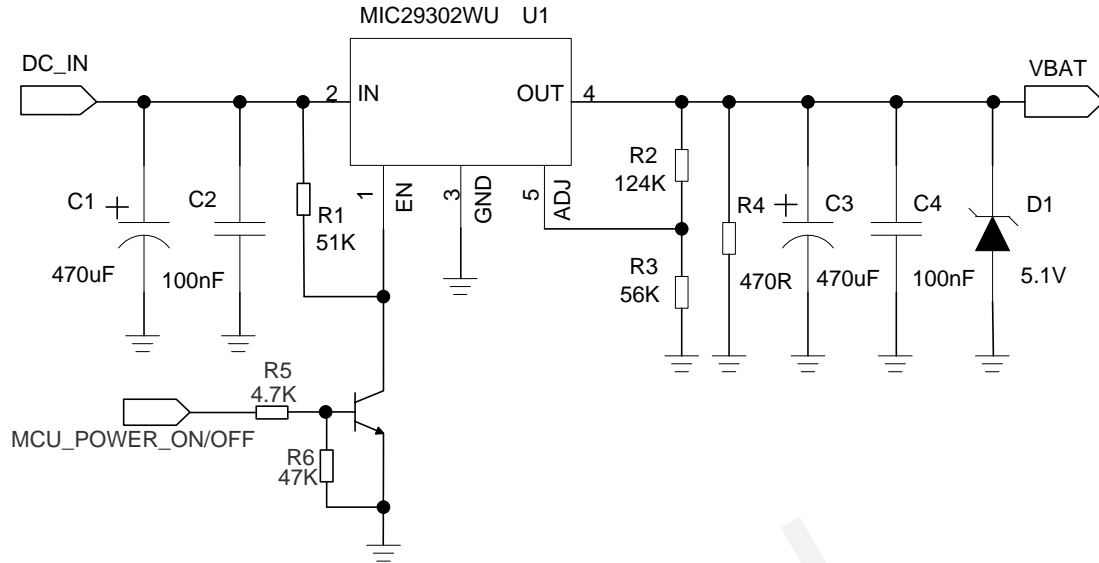 MIC29302WU U1
DC_IN
VBAT
2 IN
OUT 4
1
EN
3
GND
5
ADJ
C1 +
470uF
C2
100nF
R1
51K
R2
124K
R3
56K
R4
470R
+ C3
470uF
C4
100nF
D1
5.1V
R5
4.7K
MCU_POWER_ON/OFF
R6
47K